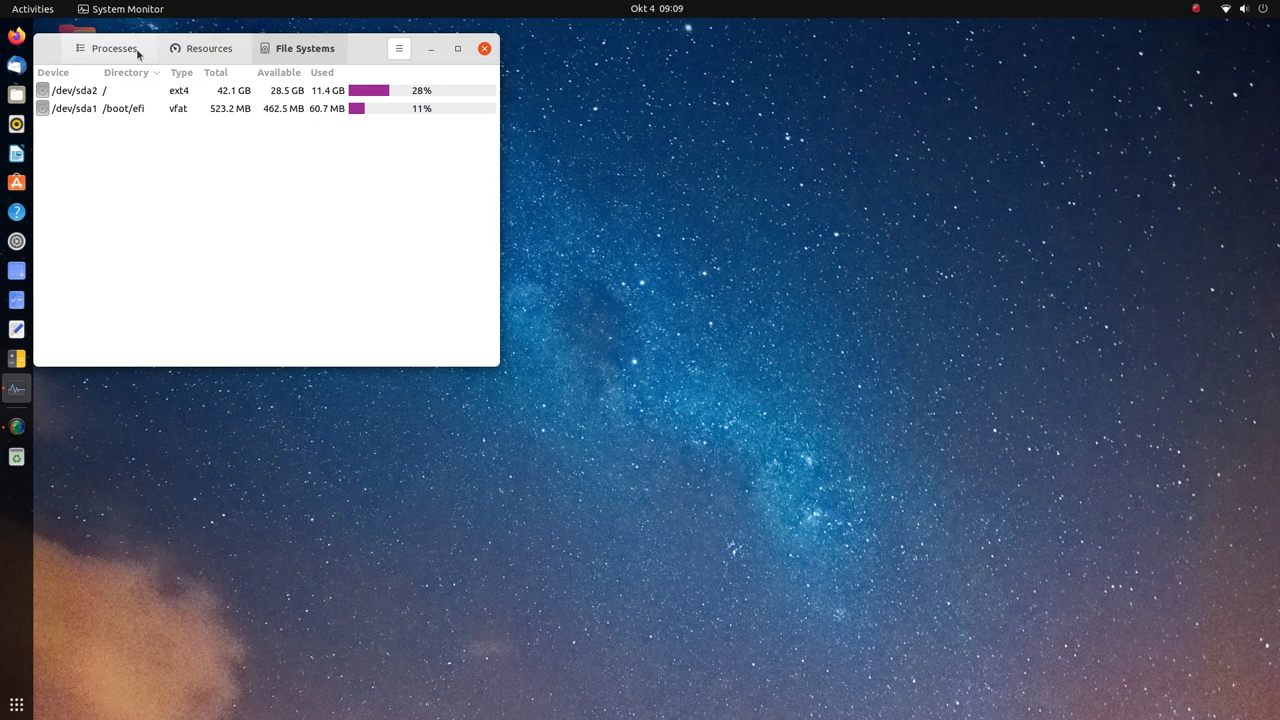 Activities System Monitor Okt 4 09:09
Processes Resources File Systems
Device Directory Type Total Available Used
/dev/sda2 / ext4 42.1 GB 28.5 GB 11.4 GB 28%
/dev/sda1 /boot/efi vfat 523.2 MB 462.5 MB 60.7 MB 11%